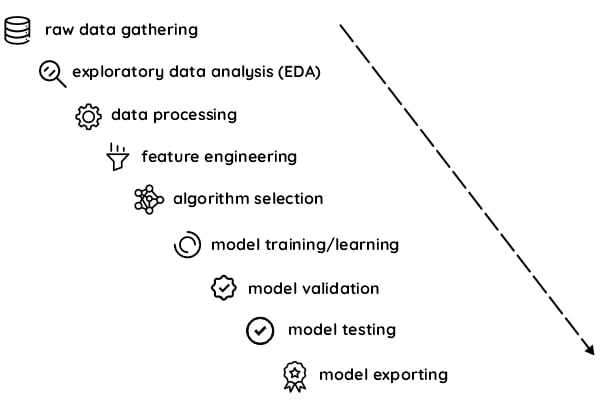 raw data gathering
exploratory data analysis (EDA)
data processing
feature engineering
algorithm selection
model training/learning
model validation
model testing
model exporting